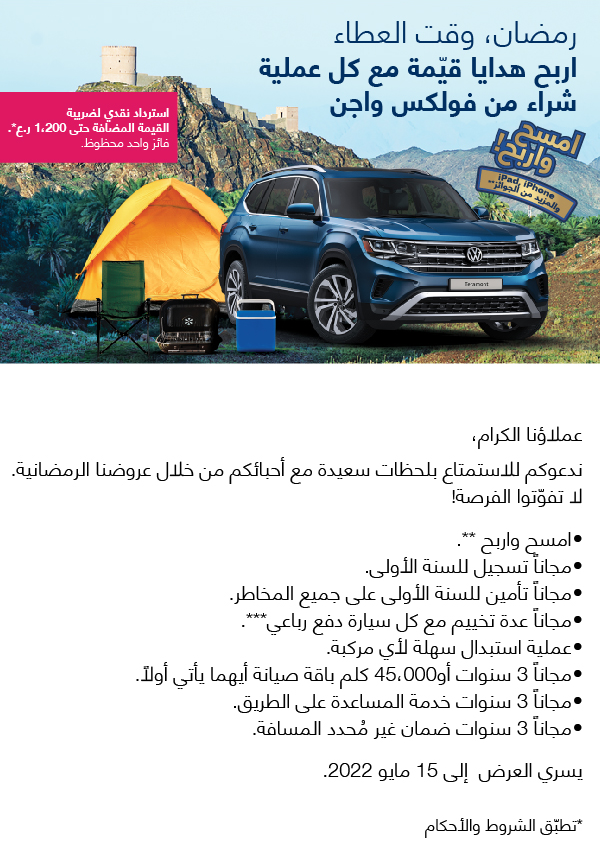 رمضان، وقت العطاء
اربح هدايا قيّمة مع كل عملية
شراء من فولكس واجن
استرداد نقدي لضريبة
القيمة المضافة حتى 1،200 ر.ع*.
فائز واحد محظوظ.
امسح
واربح!
iPad، iPhone
والمزيد من الجوائز..
Teramont
عملاؤنا الكرام،
ندعوكم للاستمتاع بلحظات سعيدة مع أحبائكم من خلال عروضنا الرمضانية.
لا تفوّتوا الفرصة!
•امسح واربح **.
•مجاناً تسجيل للسنة الأولى.
•مجاناً تأمين للسنة الأولى على جميع المخاطر.
•مجاناً عدة تخييم مع كل سيارة دفع رباعي***.
•عملية استبدال سهلة لأي مركبة.
•مجاناً 3 سنوات أو45،000 كلم باقة صيانة أيهما يأتي أولاً.
•مجاناً 3 سنوات خدمة المساعدة على الطريق.
•مجاناً 3 سنوات ضمان غير مُحدد المسافة.
يسري العرض إلى 15 مايو 2022.
*تطبّق الشروط والأحكام